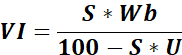 VI = S * Wb / 100 − S * U